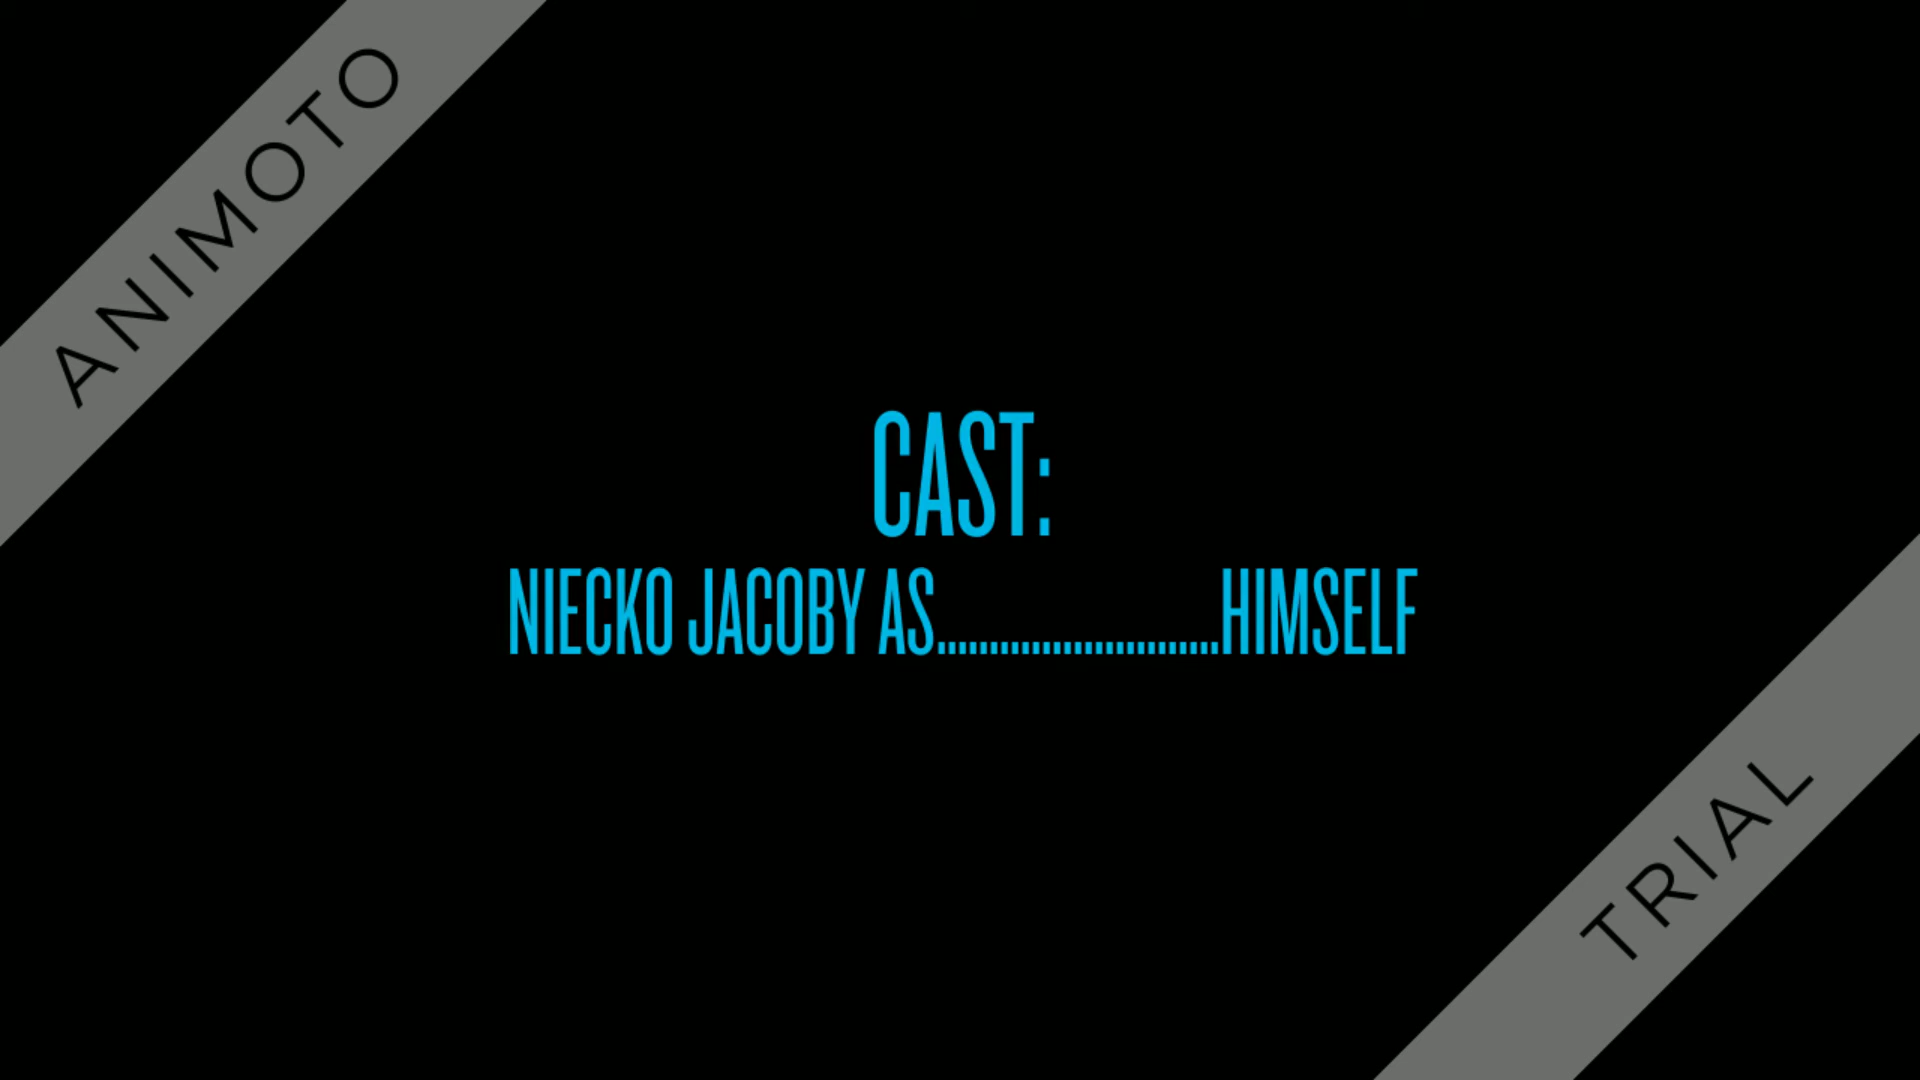 ANIMOTO
CAST:
NIECKO JACOBY AS...........................HIMSELF
TRIAL